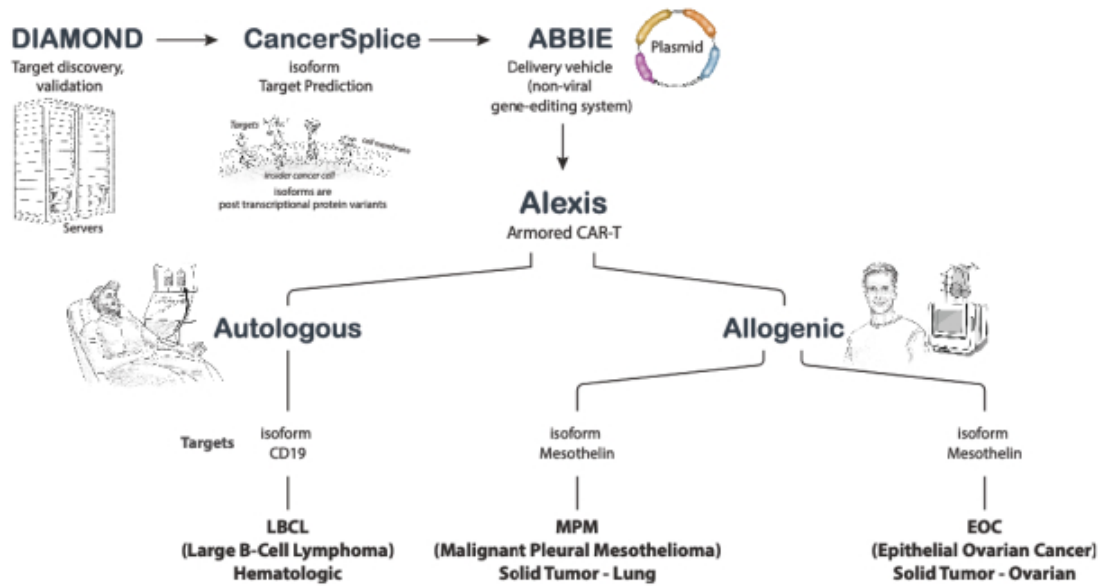 DIAMOND
Target discovery,
validation
Servers
CancerSplice
isoform
Target Prediction
Targets
cell membrane
insider cancer cell
isoforms are
post transcriptional protein variants
ABBIE
Delivery vehicle
(non-viral
gene-editing system)
Plasmid
Alexis
Armored CAR-T
Autologous
Allogenic
Targets
isoform
CD19
isoform
Mesothelin
isoform
Mesothelin
LBCL
(Large B-Cell Lymphoma)
Hematologic
MPM
(Malignant Pleural Mesothelioma)
Solid Tumor - Lung
EOC
(Epithelial Ovarian Cancer)
Solid Tumor - Ovarian